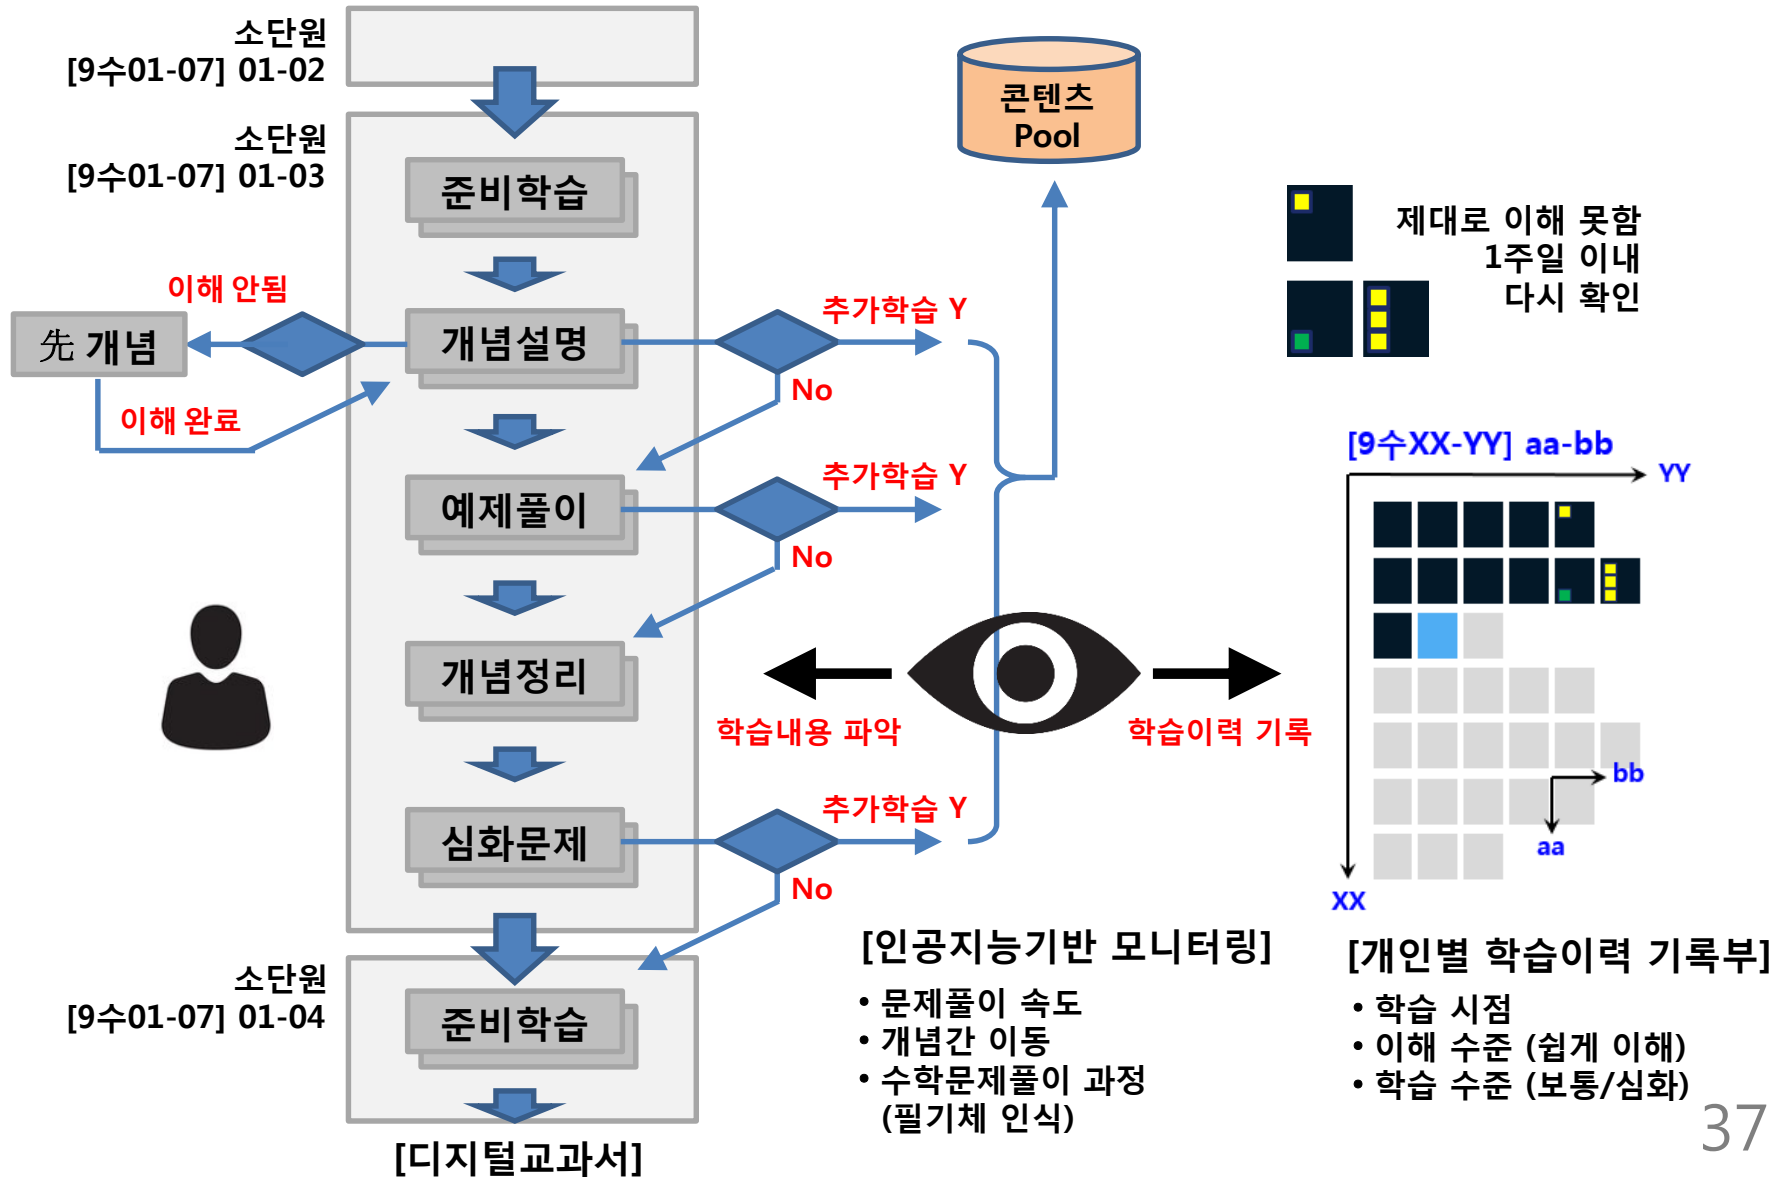 소단원
[9수01-07] 01-02
소단원
[9수01-07] 01-03
준비학습
이해 안됨
先 개념
개념설명
이해 완료
추가학습 Y
No
예제풀이
추가학습 Y
No
개념정리
심화문제
추가학습 Y
No
소단원
[9수01-07] 01-04
준비학습
[디지털교과서]
콘텐츠
Pool
학습내용 파악
학습이력 기록
[인공지능기반 모니터링]
• 문제풀이 속도
• 개념간 이동
• 수학문제풀이 과정
(필기체 인식)
제대로 이해 못함
1주일 이내
다시 확인
[9수XX-YY] aa-bb
YY
bb
aa
XX
[개인별 학습이력 기록부]
• 학습 시점
• 이해 수준 (쉽게 이해)
• 학습 수준 (보통/심화)
37